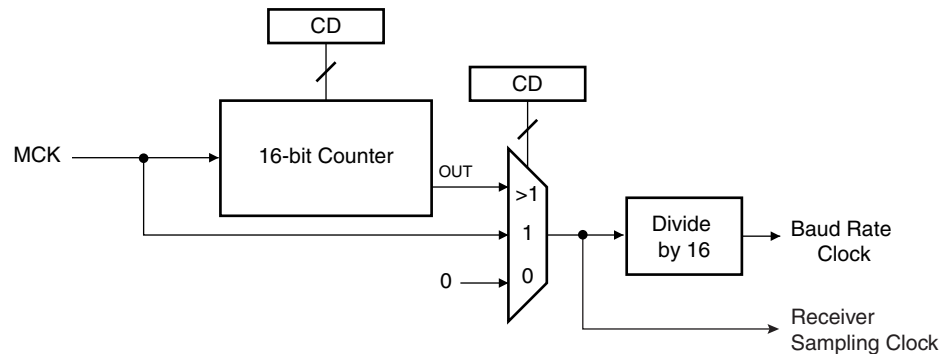 CD
CD
MCK
16-bit Counter
OUT
>1
1
0
0
Divide
by 16
Baud Rate
Clock
Receiver
Sampling Clock